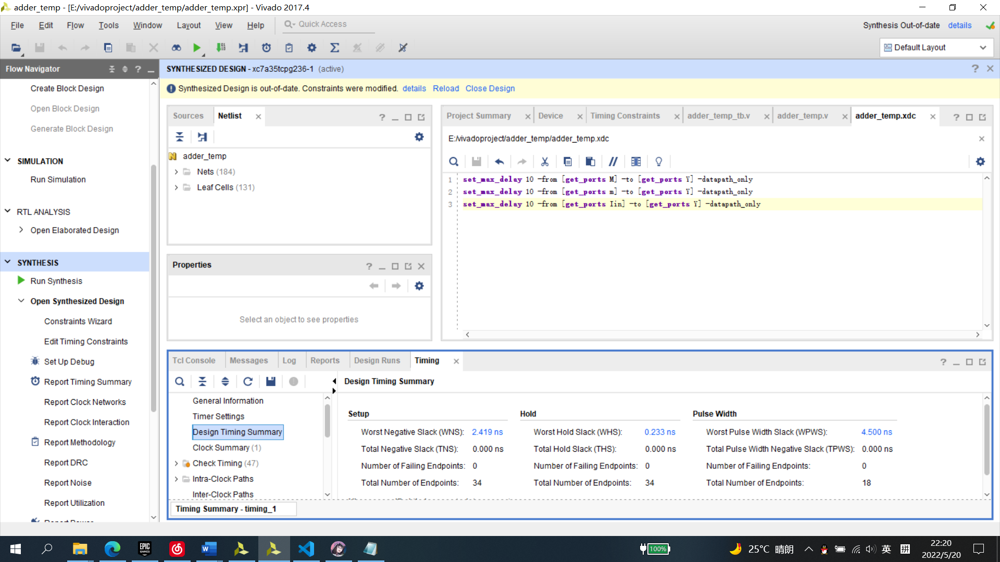 adder_temp - [E:/vivadoproject/adder_temp/adder_temp.xpr] - Vivado 2017.4
File Edit Flow Tools Window Layout View Help Quick Access
Synthesis Out-of-date details
Default Layout
Flow Navigator
SYNTHESIZED DESIGN - xc7a35tcpg236-1 (active)
Synthesized Design is out-of-date. Constraints were modified. details Reload Close Design
Create Block Design
Open Block Design
Generate Block Design
SIMULATION
Run Simulation
RTL ANALYSIS
Open Elaborated Design
SYNTHESIS
Run Synthesis
Open Synthesized Design
Constraints Wizard
Edit Timing Constraints
Set Up Debug
Report Timing Summary
Report Clock Networks
Report Clock Interaction
Report Methodology
Report DRC
Report Noise
Report Utilization
Report Power
Sources Netlist
adder_temp
Nets (184)
Leaf Cells (131)
Properties
Select an object to see properties
Project Summary Device Timing Constraints adder_temp_tb.v adder_temp.v adder_temp.xdc
E:/vivadoproject/adder_temp/adder_temp.xdc
1 set_max_delay 10 -from [get_ports M] -to [get_ports Y] -datapath_only
2 set_max_delay 10 -from [get_ports m] -to [get_ports Y] -datapath_only
3 set_max_delay 10 -from [get_ports Iin] -to [get_ports Y] -datapath_only
Tcl Console Messages Log Reports Design Runs Timing
Design Timing Summary
General Information
Timer Settings
Design Timing Summary
Clock Summary (1)
Check Timing (47)
Intra-Clock Paths
Inter-Clock Paths
Setup Hold Pulse Width
Worst Negative Slack (WNS): 2.419 ns Worst Hold Slack (WHS): 0.233 ns Worst Pulse Width Slack (WPWS): 4.500 ns
Total Negative Slack (TNS): 0.000 ns Total Hold Slack (THS): 0.000 ns Total Pulse Width Negative Slack (TPWS): 0.000 ns
Number of Failing Endpoints: 0 Number of Failing Endpoints: 0 Number of Failing Endpoints: 0
Total Number of Endpoints: 34 Total Number of Endpoints: 34 Total Number of Endpoints: 18
Timing Summary - timing_1
EPIC GAMES
W
100%
25°C 晴朗
英
拼
22:20
2022/5/20